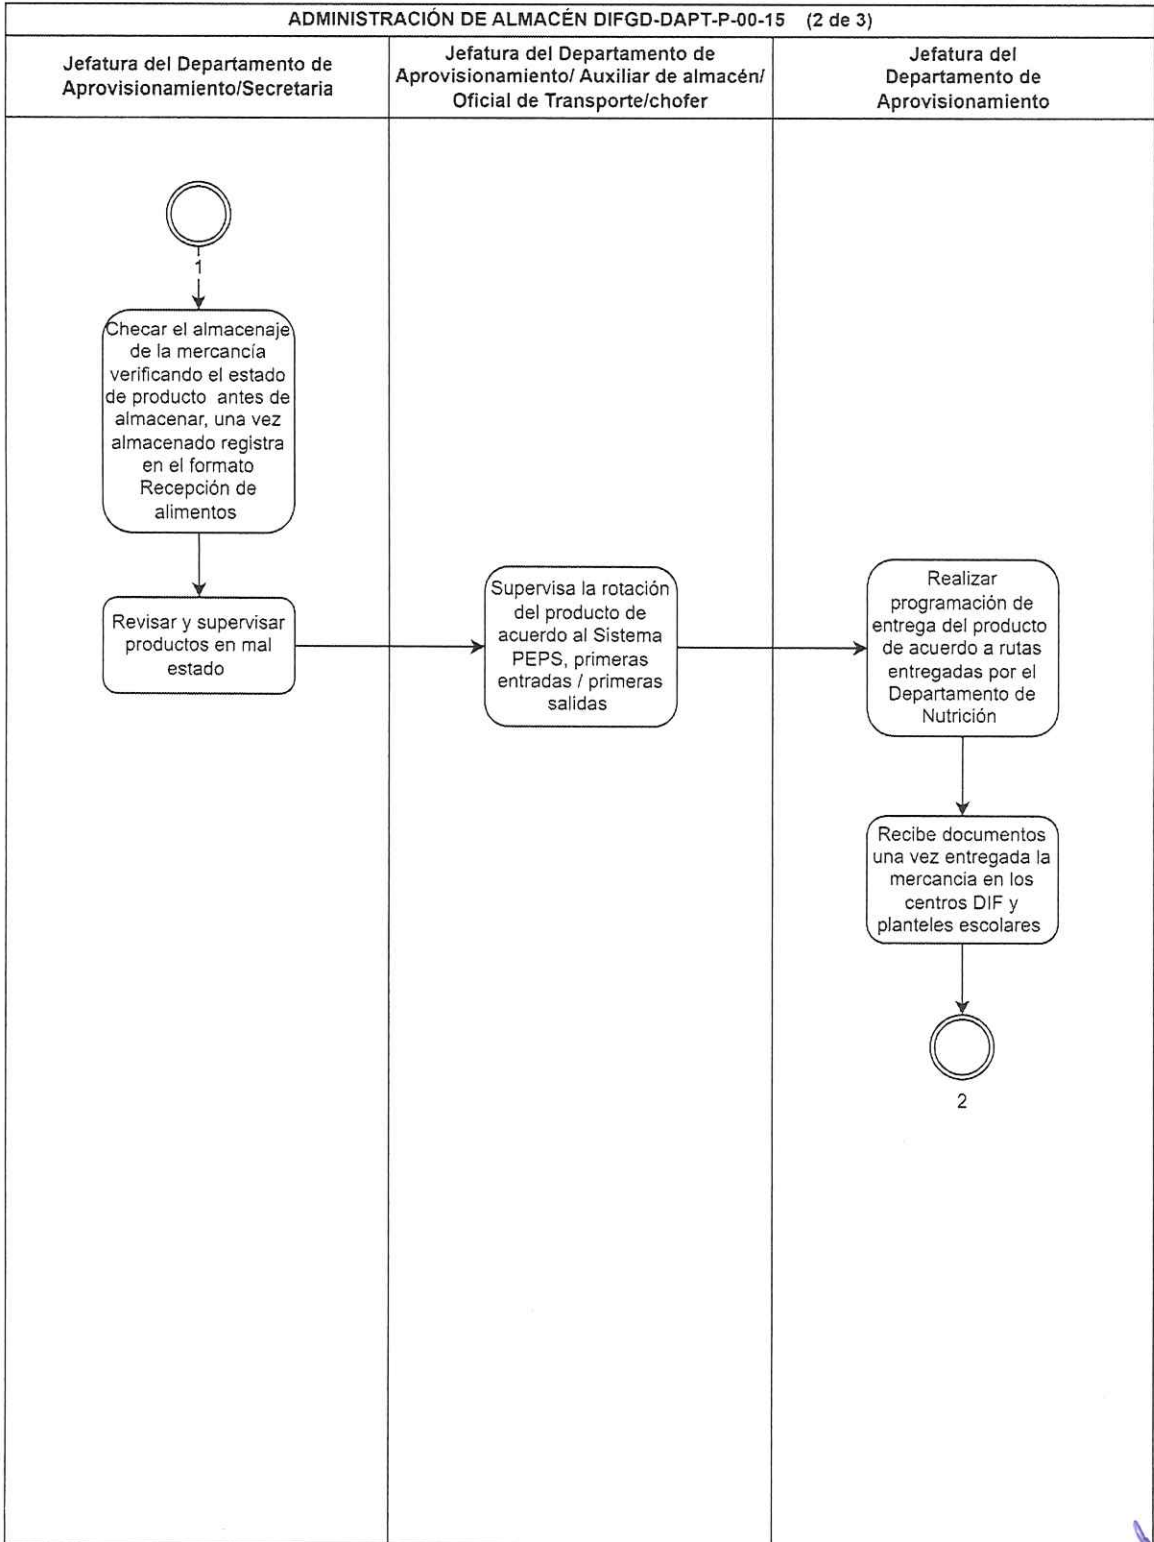 ADMINISTRACIÓN DE ALMACÉN DIFGD-DAPT-P-00-15 (2 de 3)
Jefatura del Departamento de
Aprovisionamiento/Secretaria
Jefatura del Departamento de
Aprovisionamiento/ Auxiliar de almacén/
Oficial de Transporte/chofer
Jefatura del
Departamento de
Aprovisionamiento
1
Checar el almacenaje
de la mercancía
verificando el estado
de producto antes de
almacenar, una vez
almacenado registra
en el formato
Recepción de
alimentos
Revisar y supervisar
productos en mal
estado
Supervisa la rotación
del producto de
acuerdo al Sistema
PEPS, primeras
entradas / primeras
salidas
Realizar
programación de
entrega del producto
de acuerdo a rutas
entregadas por el
Departamento de
Nutrición
Recibe documentos
una vez entregada la
mercancia en los
centros DIF y
planteles escolares
2